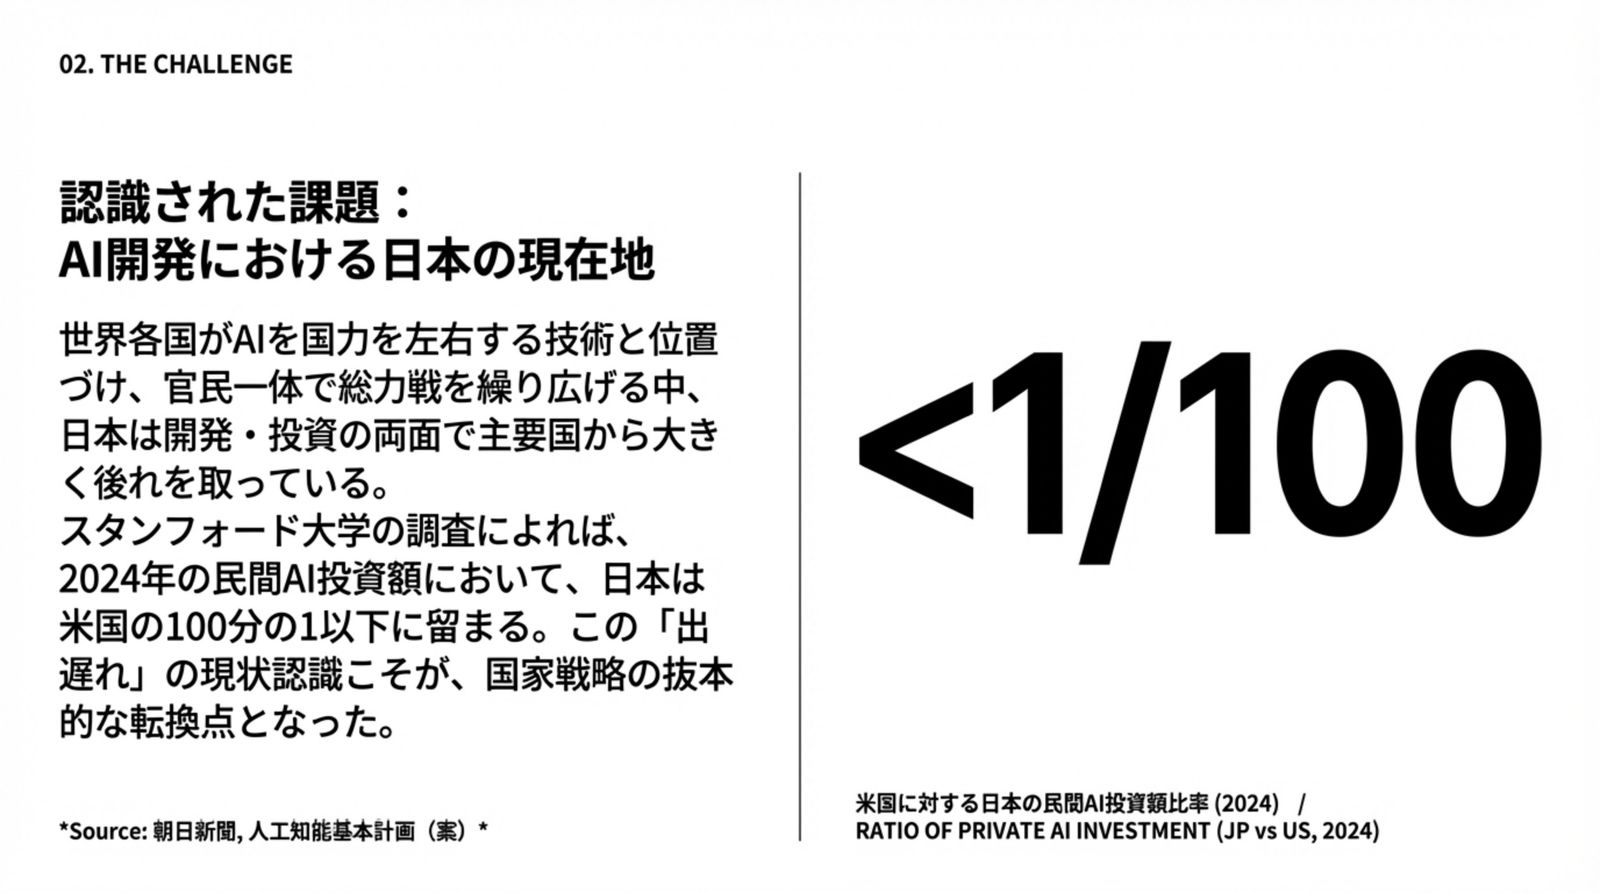 02. THE CHALLENGE
認識された課題：
AI開発における日本の現在地
世界各国がAIを国力を左右する技術と位置
づけ、官民一体で総力戦を繰り広げる中、
日本は開発・投資の両面で主要国から大き
く後れを取っている。
スタンフォード大学の調査によれば、
2024年の民間AI投資額において、日本は
米国の100分の1以下に留まる。この「出
遅れ」の現状認識こそが、国家戦略の抜本
的な転換点となった。
*Source: 朝日新聞, 人工知能基本計画（案）*
<1/100
米国に対する日本の民間AI投資額比率 (2024) /
RATIO OF PRIVATE AI INVESTMENT (JP vs US, 2024)